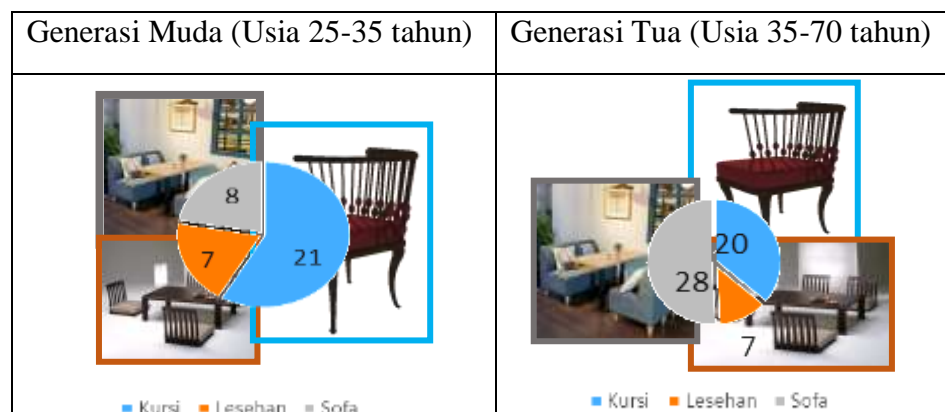 Generasi Muda (Usia 25-35 tahun)
Generasi Tua (Usia 35-70 tahun)
8
7
21
20
28
7
Kursi Lesehan Sofa
Kursi Lesehan Sofa